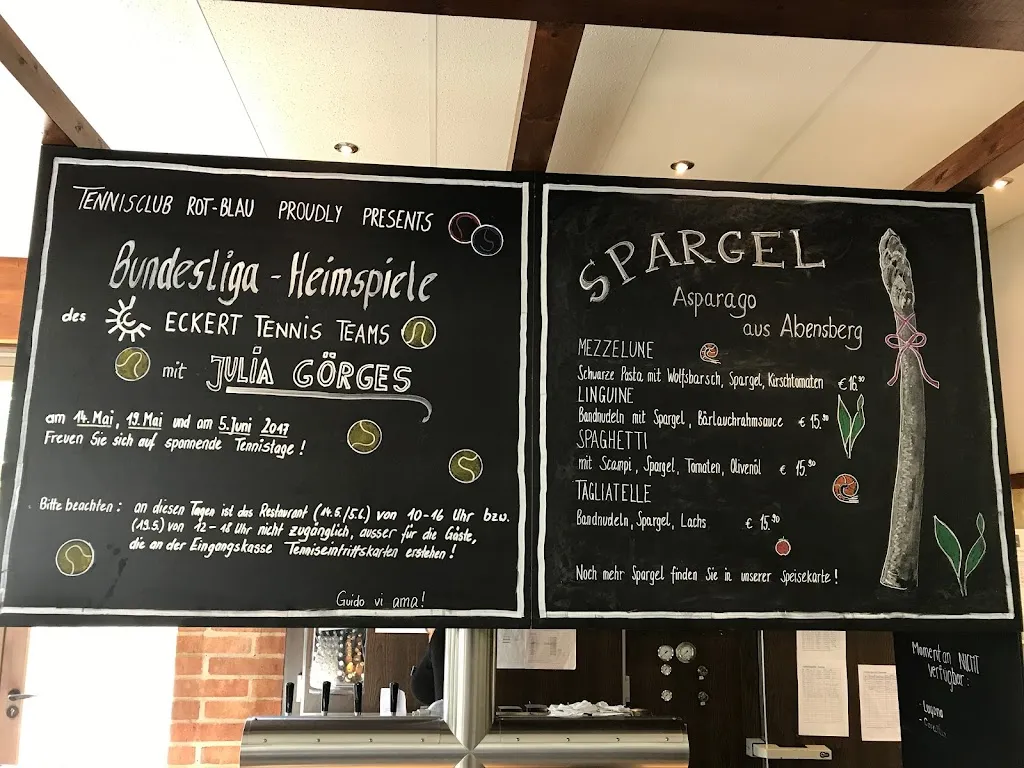 TENNISCLUB ROT-BLAU PROUDLY PRESENTS
Bundesliga-Heimspiele
des ECKERT TENNIS TEAMS
mit JULIA GÖRGES
am 14. Mai, 19. Mai und am 5. Juni 2017
Freuen Sie sich auf spannende Tennistage!
Bitte beachten: an diesen Tagen ist das Restaurant (14.5./5.6.) von 10-16 Uhr bzw.
(19.5.) von 12-18 Uhr nicht zugänglich, ausser für die Gäste,
die an der Eingangskasse Tenniseintrittskarten erstehen!
Guido vi ama!
SPARGEL
Asparago
aus Abensberg
MEZZELUNE
Schwarze Pasta mit Wolfsbarsch, Spargel, Kirschtomaten € 16.90
LINGUINE
Bandnudeln mit Spargel, Bärlauchrahmsauce € 15.90
SPAGHETTI
mit Scampi, Spargel, Tomaten, Olivenöl € 15.90
TAGLIATELLE
Bandnudeln, Spargel, Lachs € 15.90
Noch mehr Spargel finden Sie in unserer Speisekarte!
Momentan NICHT
verfügbar: